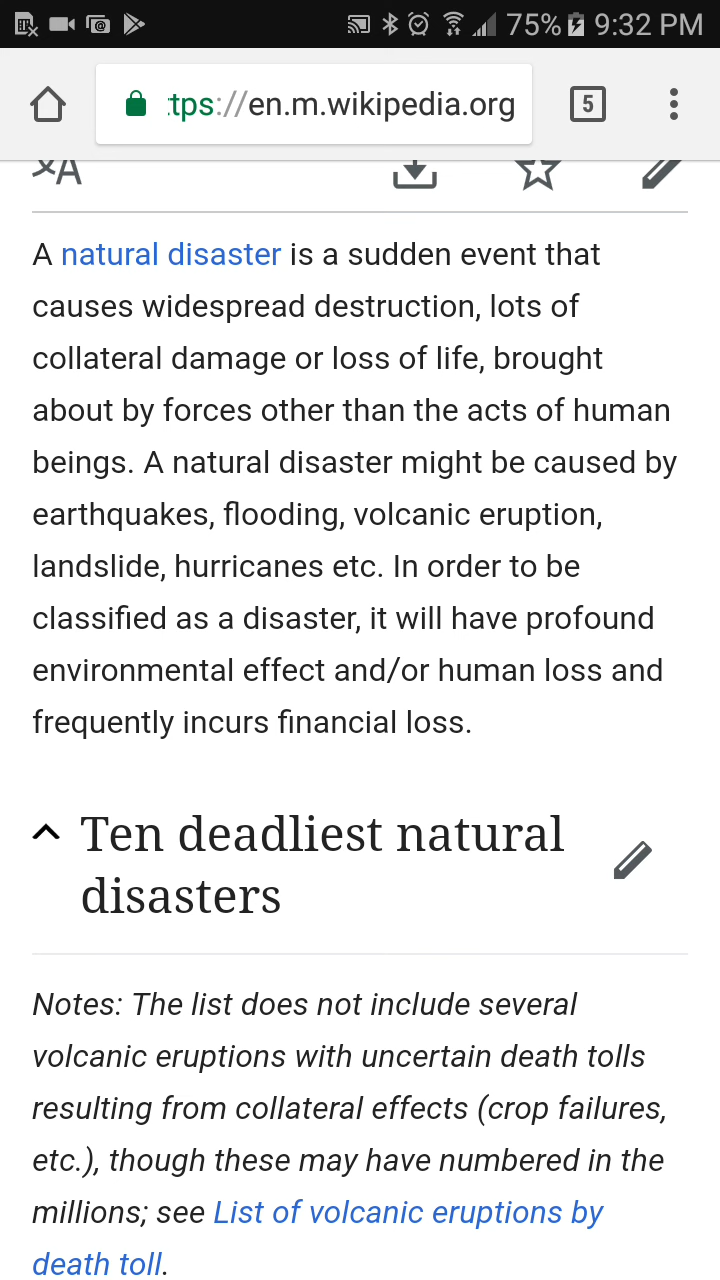 75% 9:32 PM
tps://en.m.wikipedia.org
5
文A
A natural disaster is a sudden event that
causes widespread destruction, lots of
collateral damage or loss of life, brought
about by forces other than the acts of human
beings. A natural disaster might be caused by
earthquakes, flooding, volcanic eruption,
landslide, hurricanes etc. In order to be
classified as a disaster, it will have profound
environmental effect and/or human loss and
frequently incurs financial loss.
Ten deadliest natural
disasters
Notes: The list does not include several
volcanic eruptions with uncertain death tolls
resulting from collateral effects (crop failures,
etc.), though these may have numbered in the
millions; see List of volcanic eruptions by
death toll.